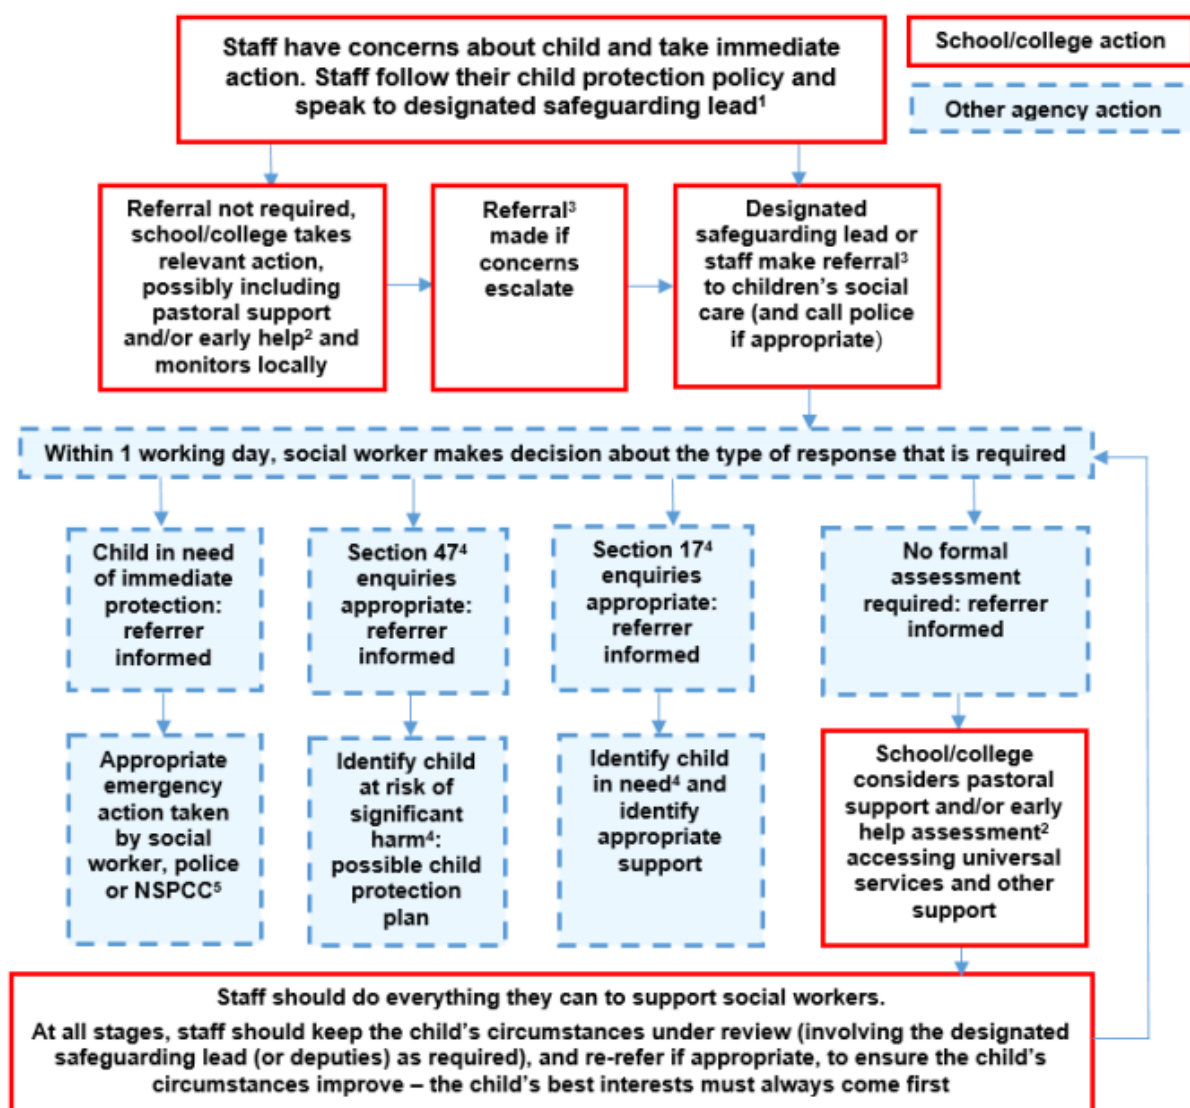 Staff have concerns about child and take immediate
action. Staff follow their child protection policy and
speak to designated safeguarding lead¹
School/college action
Other agency action
Referral not required,
school/college takes
relevant action,
possibly including
pastoral support
and/or early help² and
monitors locally
Referral³
made if
concerns
escalate
Designated
safeguarding lead or
staff make referral³
to children's social
care (and call police
if appropriate)
Within 1 working day, social worker makes decision about the type of response that is required
Child in need
of immediate
protection:
referrer
informed
Section 47⁴
enquiries
appropriate:
referrer
informed
Section 17⁴
enquiries
appropriate:
referrer
informed
No formal
assessment
required: referrer
informed
Appropriate
emergency
action taken
by social
worker, police
or NSPCC⁵
Identify child
at risk of
significant
harm⁴:
possible child
protection
plan
Identify child
in need⁴ and
identify
appropriate
support
School/college
considers pastoral
support and/or early
help assessment²
accessing universal
services and other
support
Staff should do everything they can to support social workers.
At all stages, staff should keep the child's circumstances under review (involving the designated
safeguarding lead (or deputies) as required), and re-refer if appropriate, to ensure the child's
circumstances improve – the child's best interests must always come first